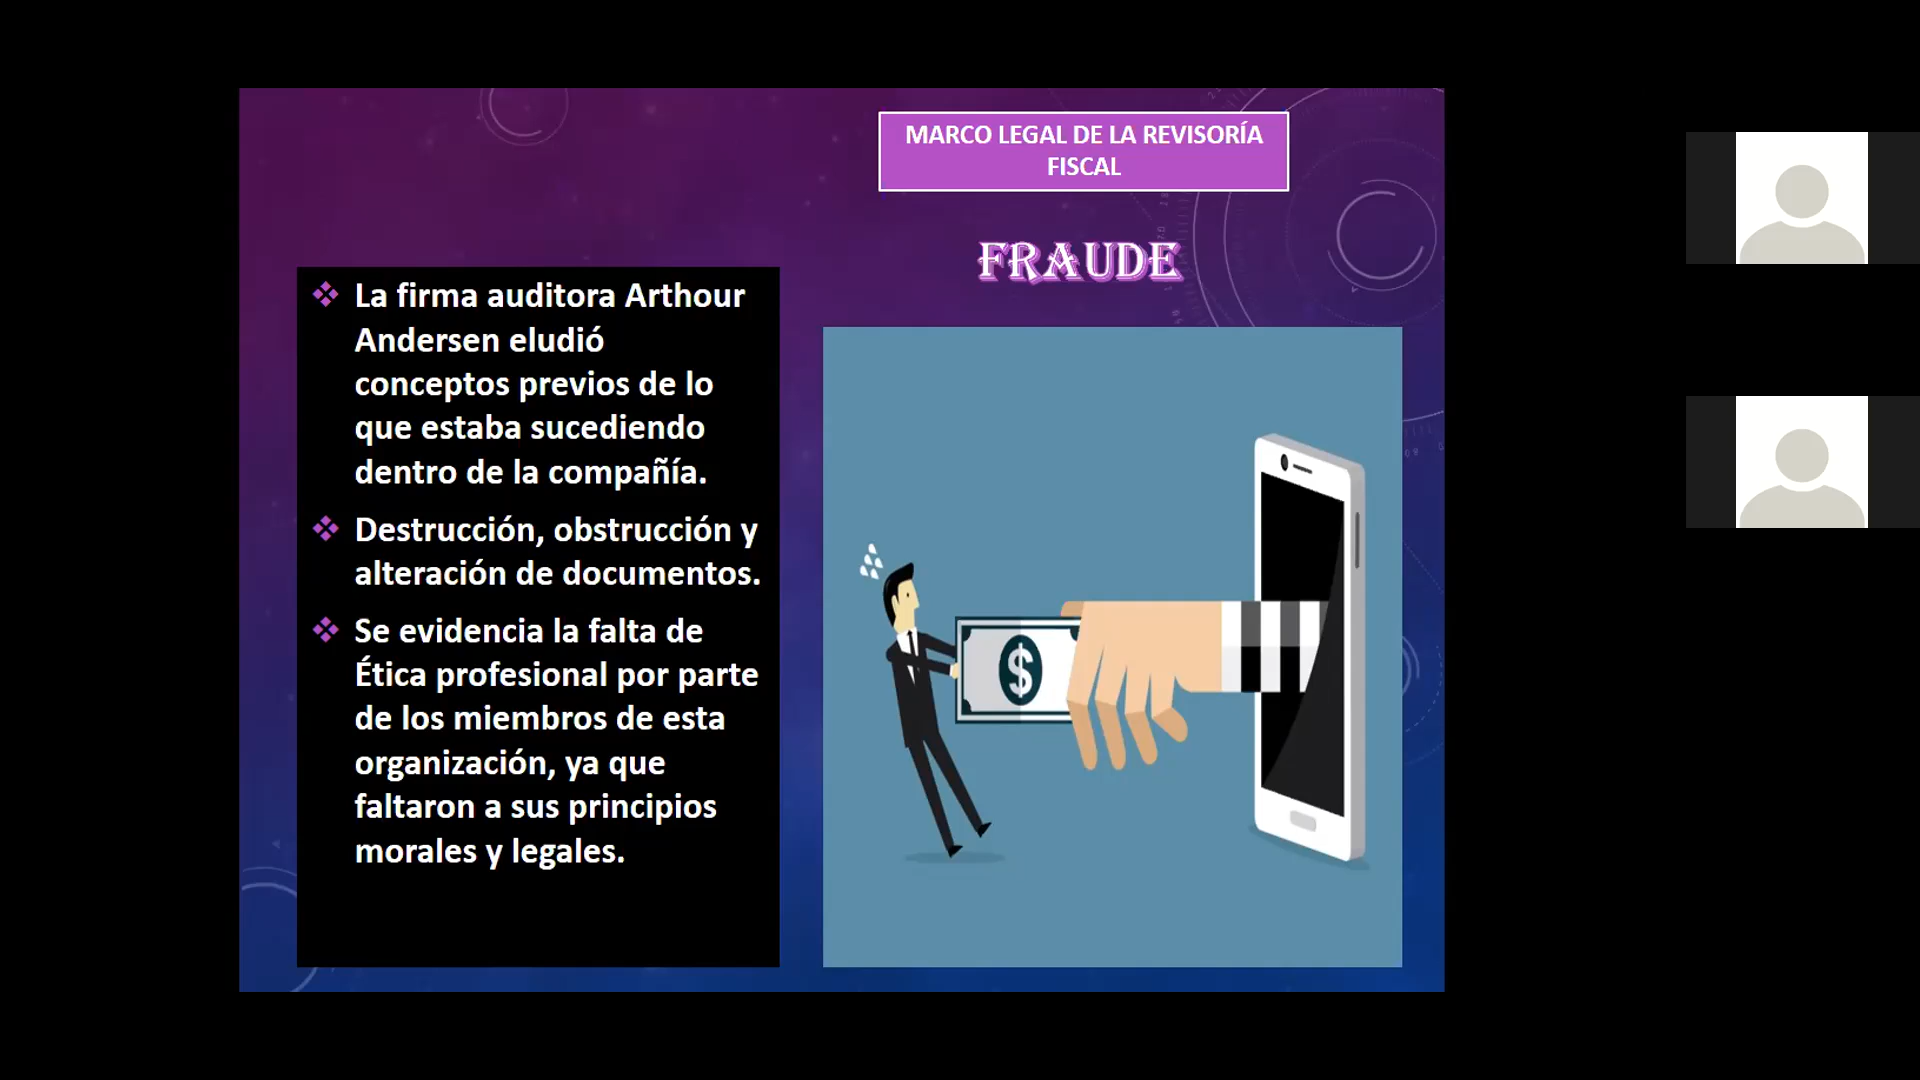 MARCO LEGAL DE LA REVISORÍA
FISCAL
FRAUDE
La firma auditora Arthour
Andersen eludió
conceptos previos de lo
que estaba sucediendo
dentro de la compañía.
Destrucción, obstrucción y
alteración de documentos.
Se evidencia la falta de
Ética profesional por parte
de los miembros de esta
organización, ya que
faltaron a sus principios
morales y legales.
$